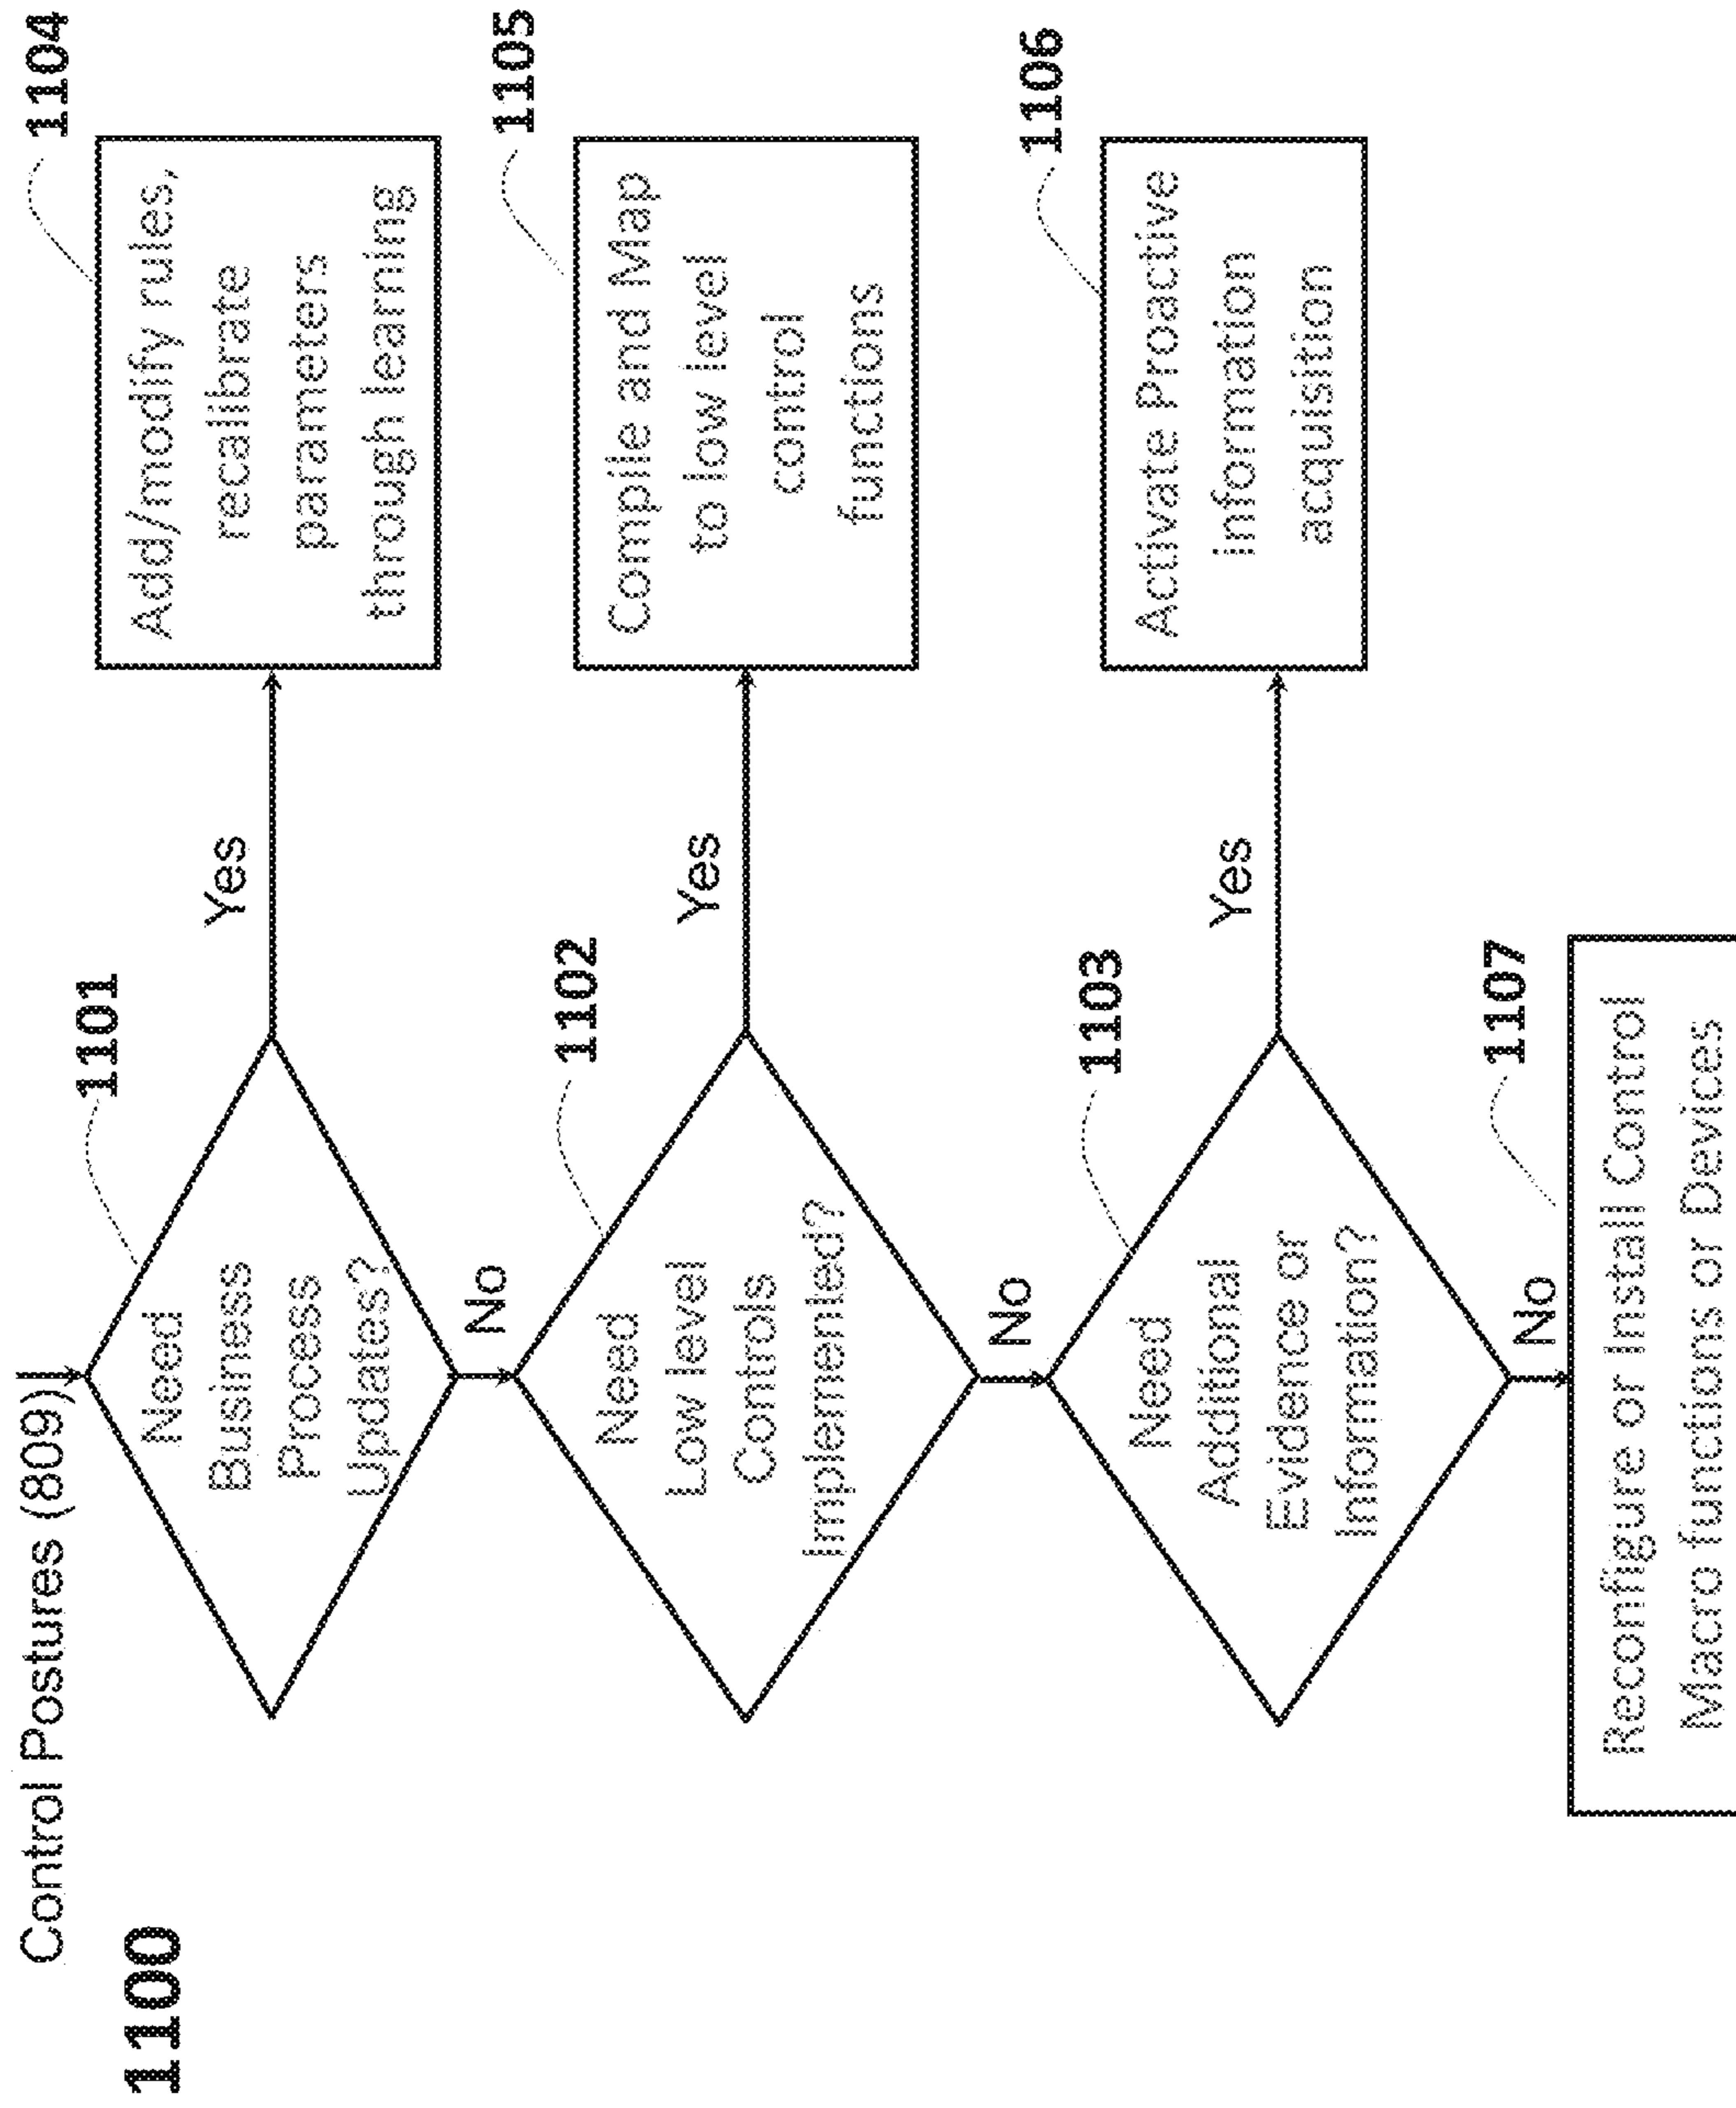 Control Postures (809)
1100
1101
Need
Business
Process
Updates?
Yes
1104
Add/modify rules,
recalibrate
parameters
through learning
No
1102
Need
Low level
Controls
Implemented?
Yes
1105
Compile and Map
to low level
control
functions
No
1103
Need
Additional
Evidence or
Information?
Yes
1106
Activate Proactive
information
acquisition
No
1107
Reconfigure or Install Control
Macro functions or Devices